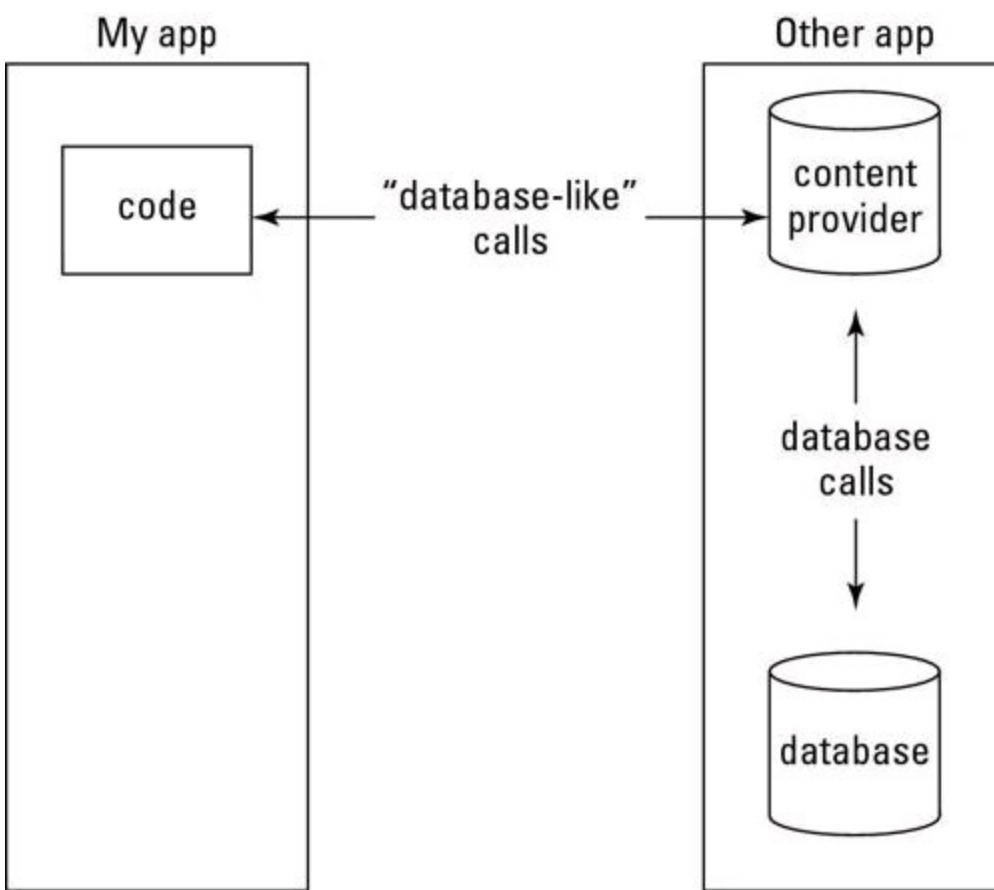 My app
Other app
code
“database-like”
calls
content
provider
database
calls
database